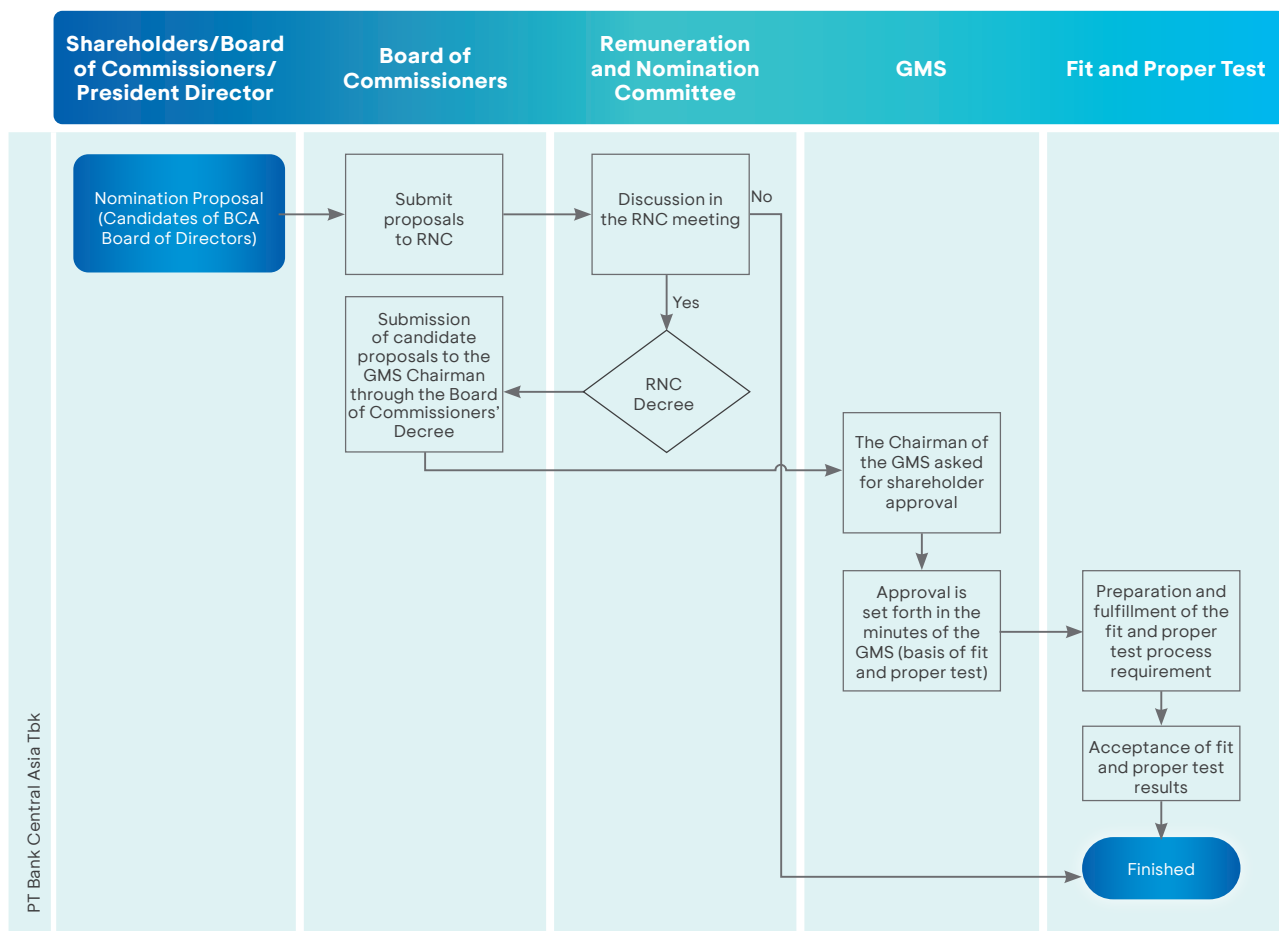 Shareholders/Board
of Commissioners/
President Director
Board of
Commissioners
Remuneration
and Nomination
Committee
GMS
Fit and Proper Test
Nomination Proposal
(Candidates of BCA
Board of Directors)
Submit
proposals
to RNC
Discussion in
the RNC meeting
No
Yes
Submission
of candidate
proposals to the
GMS Chairman
through the Board
of Commissioners’
Decree
RNC
Decree
The Chairman of
the GMS asked
for shareholder
approval
Approval is
set forth in the
minutes of the
GMS (basis of fit
and proper test)
Preparation and
fulfillment of the
fit and proper
test process
requirement
Acceptance of fit
and proper test
results
Finished
PT Bank Central Asia Tbk